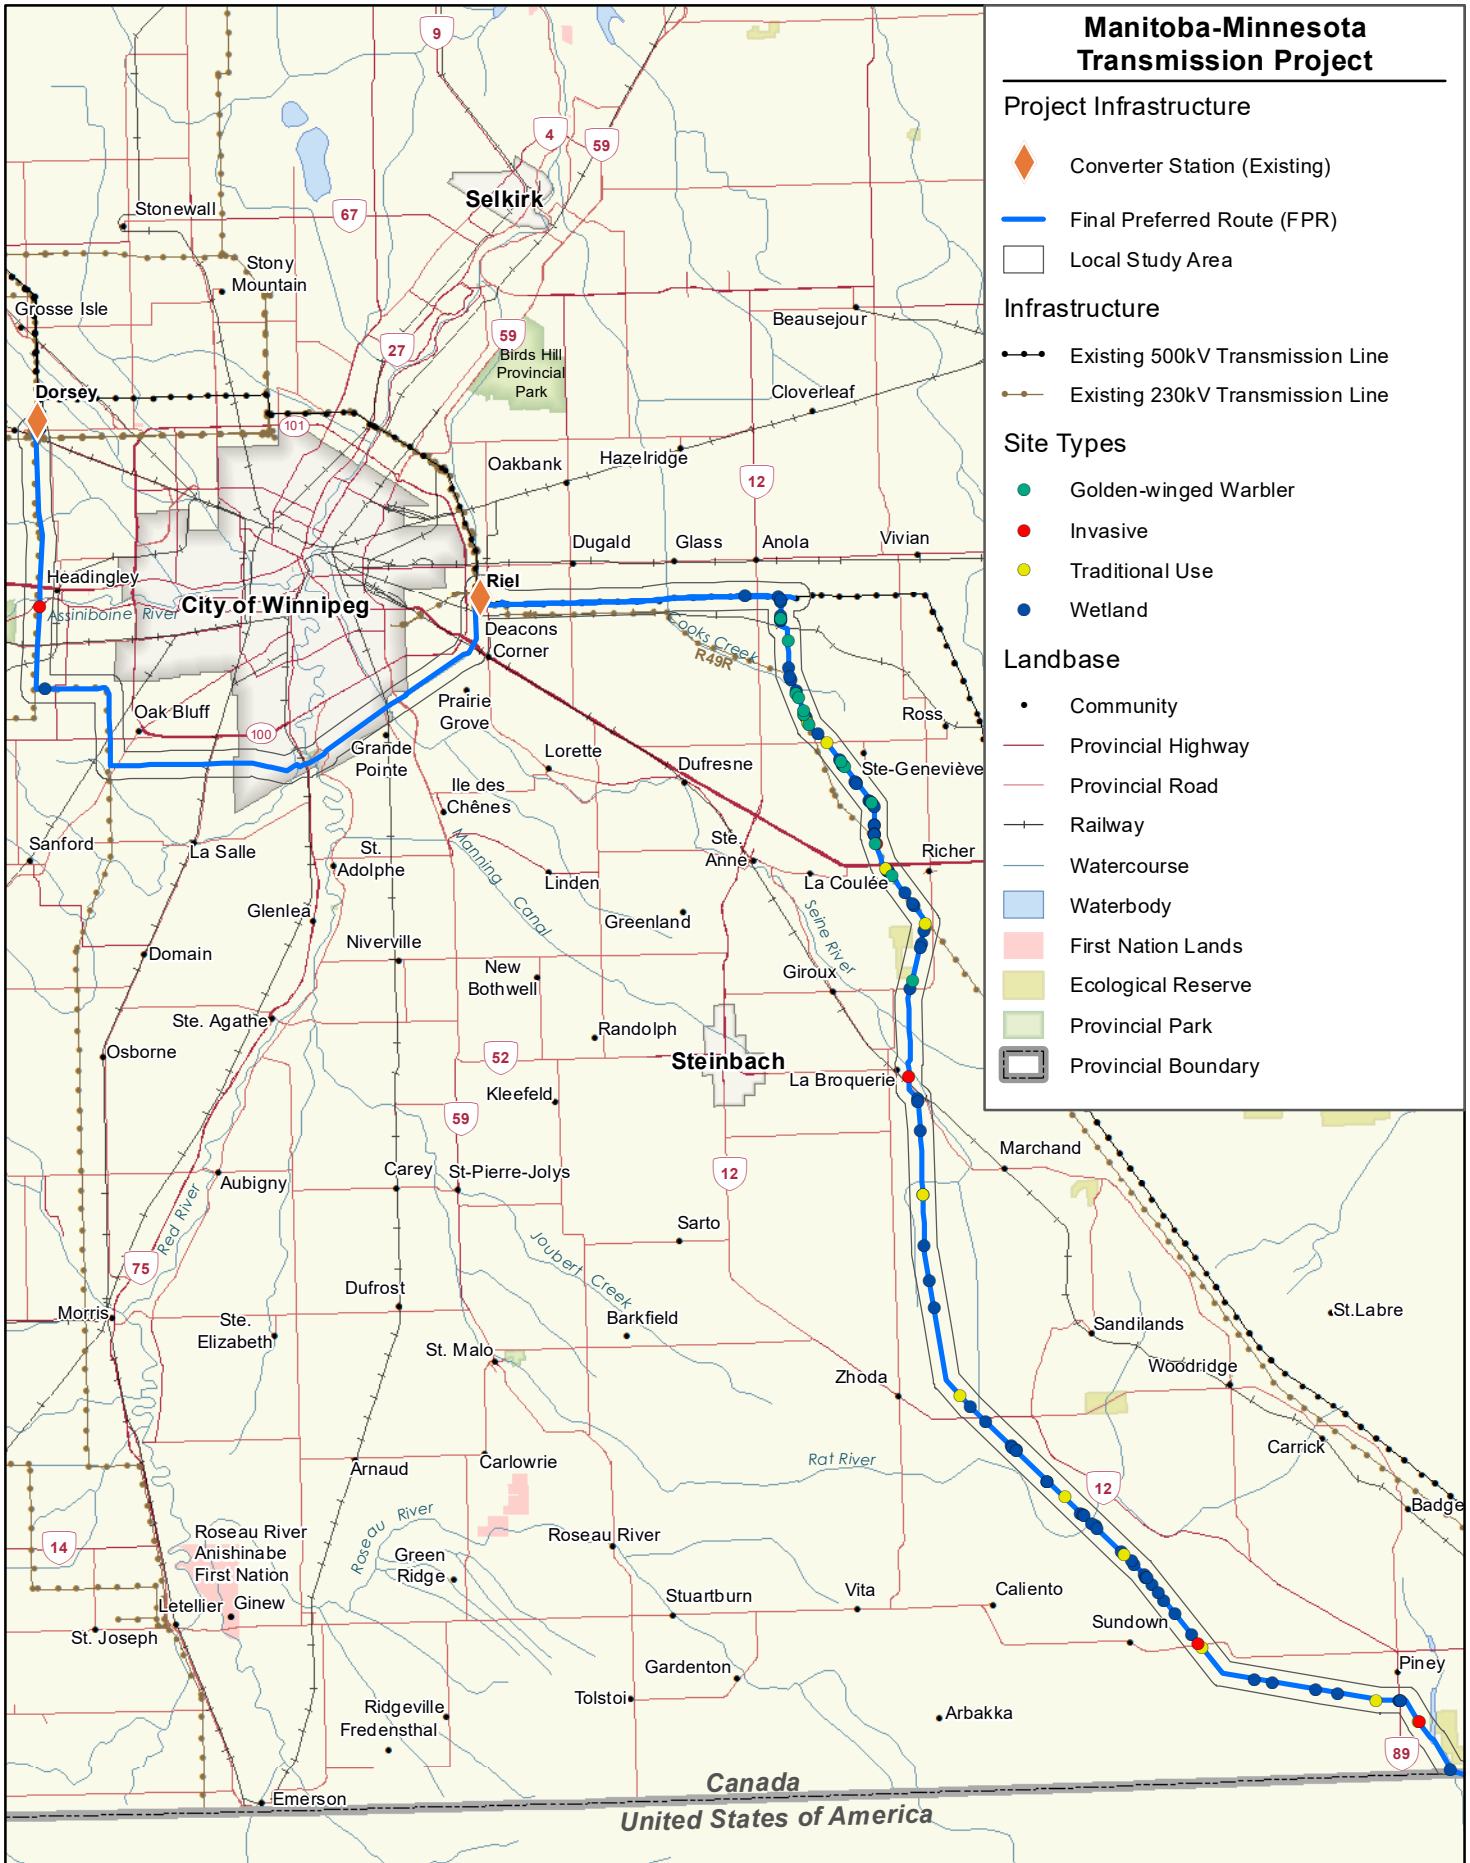 Manitoba-Minnesota
Transmission Project
Project Infrastructure
Converter Station (Existing)
Final Preferred Route (FPR)
Local Study Area
Infrastructure
Existing 500kV Transmission Line
Existing 230kV Transmission Line
Site Types
Golden-winged Warbler
Invasive
Traditional Use
Wetland
Landbase
Community
Provincial Highway
Provincial Road
Railway
Watercourse
Waterbody
First Nation Lands
Ecological Reserve
Provincial Park
Provincial Boundary
9
4
59
Selkirk
Stonewall
67
Stony
Mountain
Grosse Isle
Beausejour
59
27
Birds Hill
Provincial
Park
Dorsey
Cloverleaf
101
Oakbank
Hazelridge
12
Dugald
Glass
Anola
Vivian
Headingley
Riel
City of Winnipeg
Assiniboine River
Deacons
Corner
Cooks Creek
R49R
Prairie
Grove
Oak Bluff
100
Ross
Grande
Pointe
Lorette
Dufresne
Ste-Geneviève
Ile des
Chênes
Sanford
La Salle
St.
Adolphe
Manning Canal
Ste.
Anne
Richer
Linden
La Coulée
Glenlea
Greenland
Seine River
Domain
Niverville
New
Bothwell
Giroux
Ste. Agathe
Randolph
Osborne
52
Steinbach
La Broquerie
Kleefeld
59
Marchand
Aubigny
Carey
St-Pierre-Jolys
12
Red River
Sarto
Joubert Creek
75
Dufrost
Morris
Ste.
Elizabeth
Barkfield
St.Labre
Sandilands
St. Malo
Woodridge
Zhoda
Carrick
Arnaud
Carlowrie
Rat River
12
Badge
Roseau River
14
Roseau River
Anishinabe
First Nation
Roseau River
Green
Ridge
Letellier
Ginew
Stuartburn
Vita
Caliento
St. Joseph
Sundown
Gardenton
Piney
Tolstoi
Ridgeville
Fredensthal
Arbakka
89
Emerson
Canada
United States of America